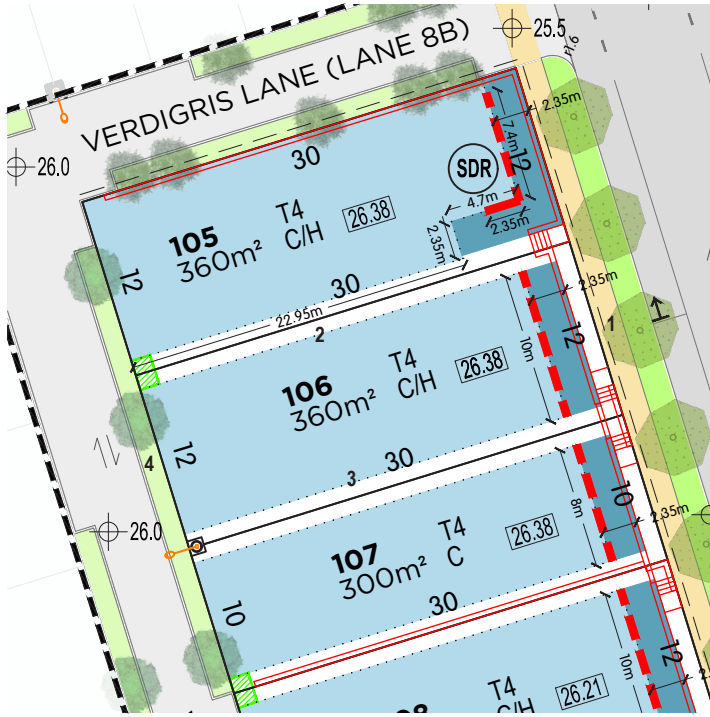 25.5
r1.6
VERDIGRIS LANE (LANE 8B)
26.0
30
SDR
7.4m
12
2.35m
4.7m
2.35m
2.35m
105
360m²
T4
C/H
26.38
12
30
22.95m
2
2.35m
1
12
10m
106
360m²
T4
C/H
26.38
12
4
3
30
26.0
107
300m²
T4
C
26.38
8m
10
2.35m
10
30
10m
12
T4
C/H
26.21